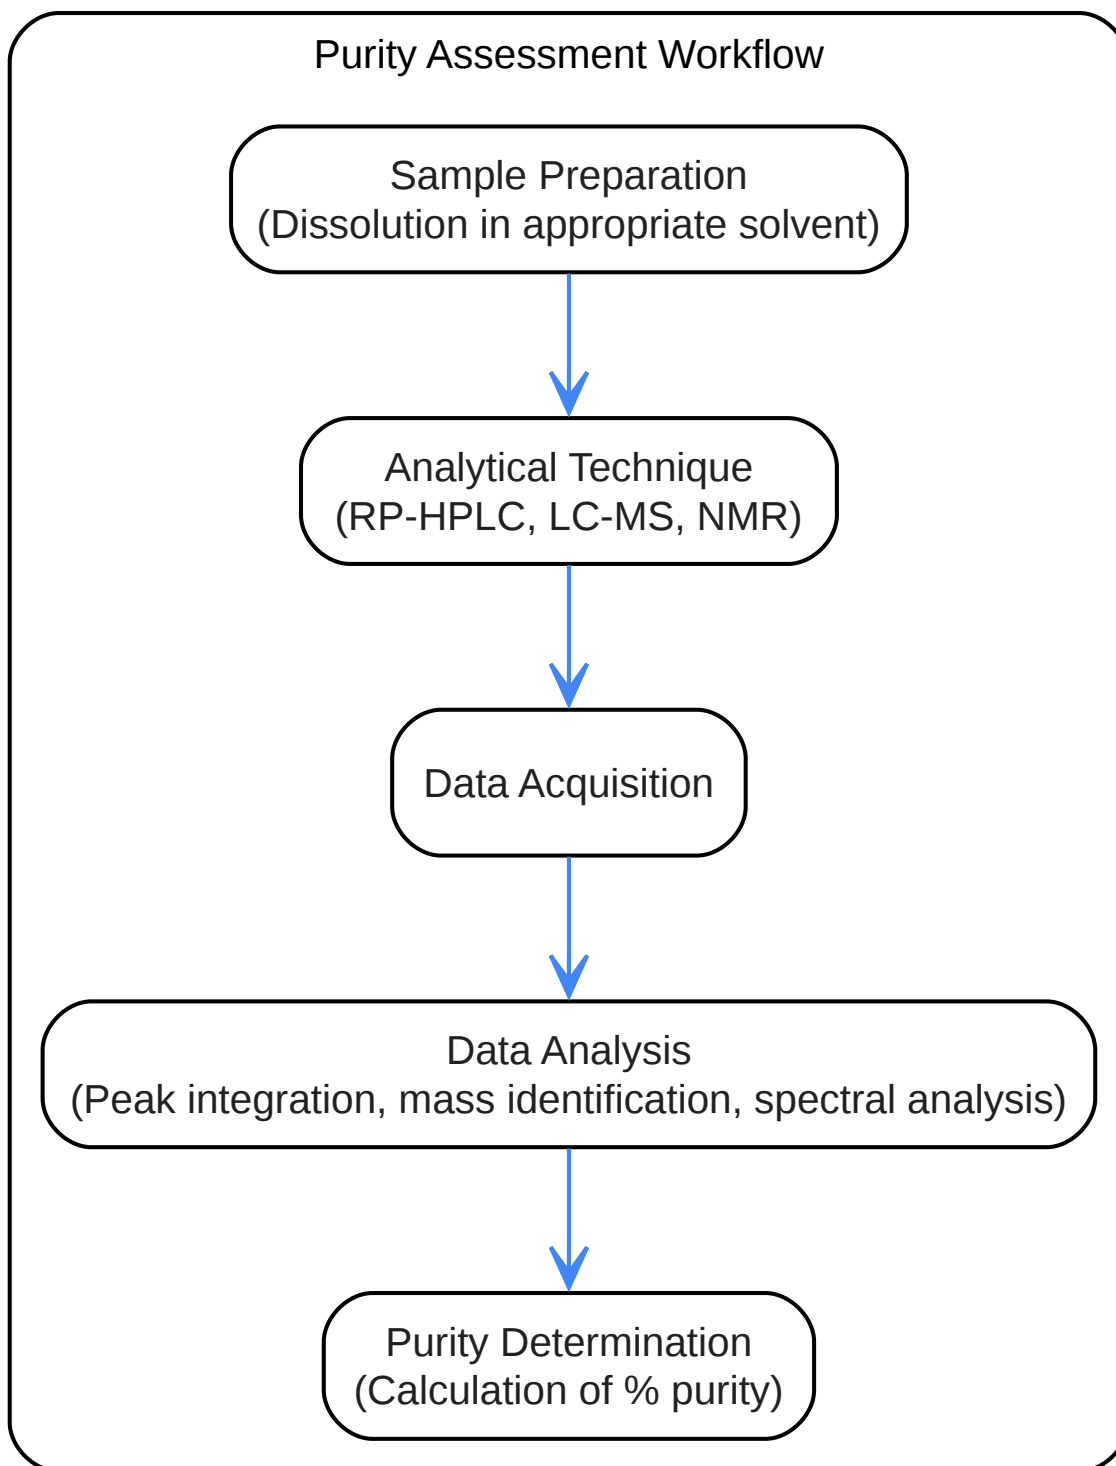 Purity Assessment Workflow
Sample Preparation
(Dissolution in appropriate solvent)
Analytical Technique
(RP-HPLC, LC-MS, NMR)
Data Acquisition
Data Analysis
(Peak integration, mass identification, spectral analysis)
Purity Determination
(Calculation of % purity)